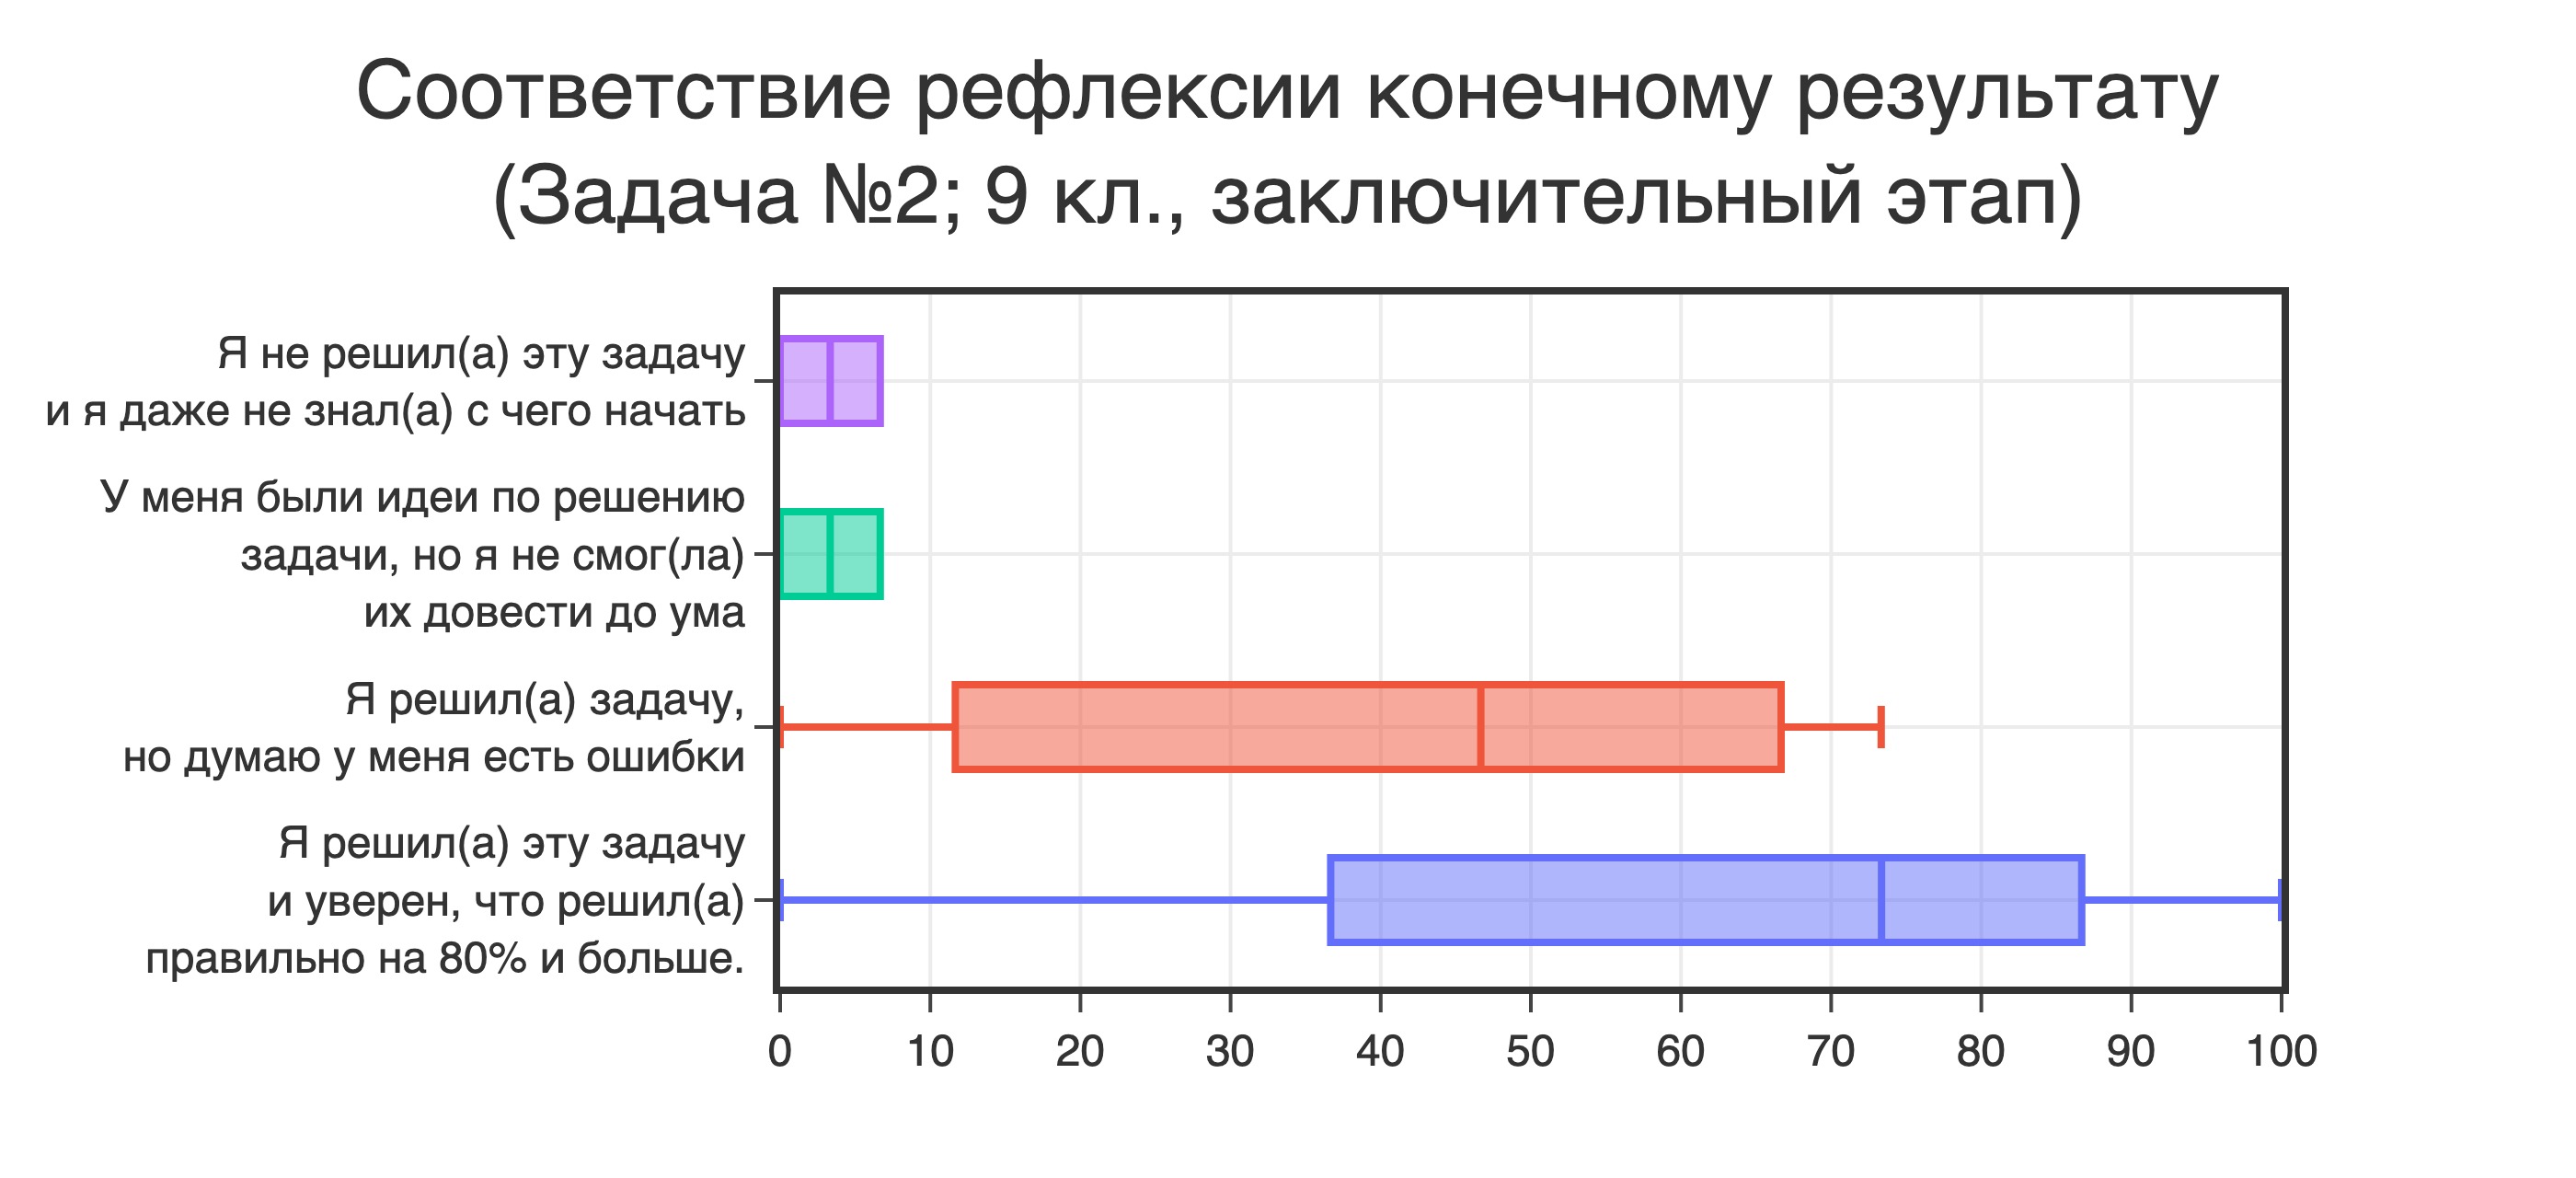 Соответствие рефлексии конечному результату
(Задача №2; 9 кл., заключительный этап)
Я не решил(а) эту задачу
и я даже не знал(а) с чего начать
У меня были идеи по решению
задачи, но я не смог(ла)
их довести до ума
Я решил(а) задачу,
но думаю у меня есть ошибки
Я решил(а) эту задачу
и уверен, что решил(а)
правильно на 80% и больше.
0 10 20 30 40 50 60 70 80 90 100